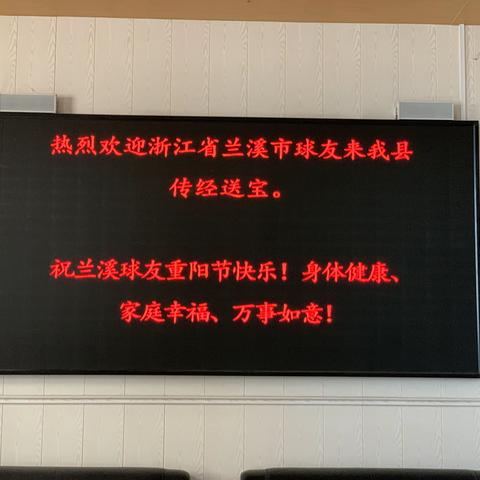 热烈欢迎浙江省兰溪市球友来我县
传经送宝。
祝兰溪球友重阳节快乐！身体健康、
家庭幸福、万事如意！